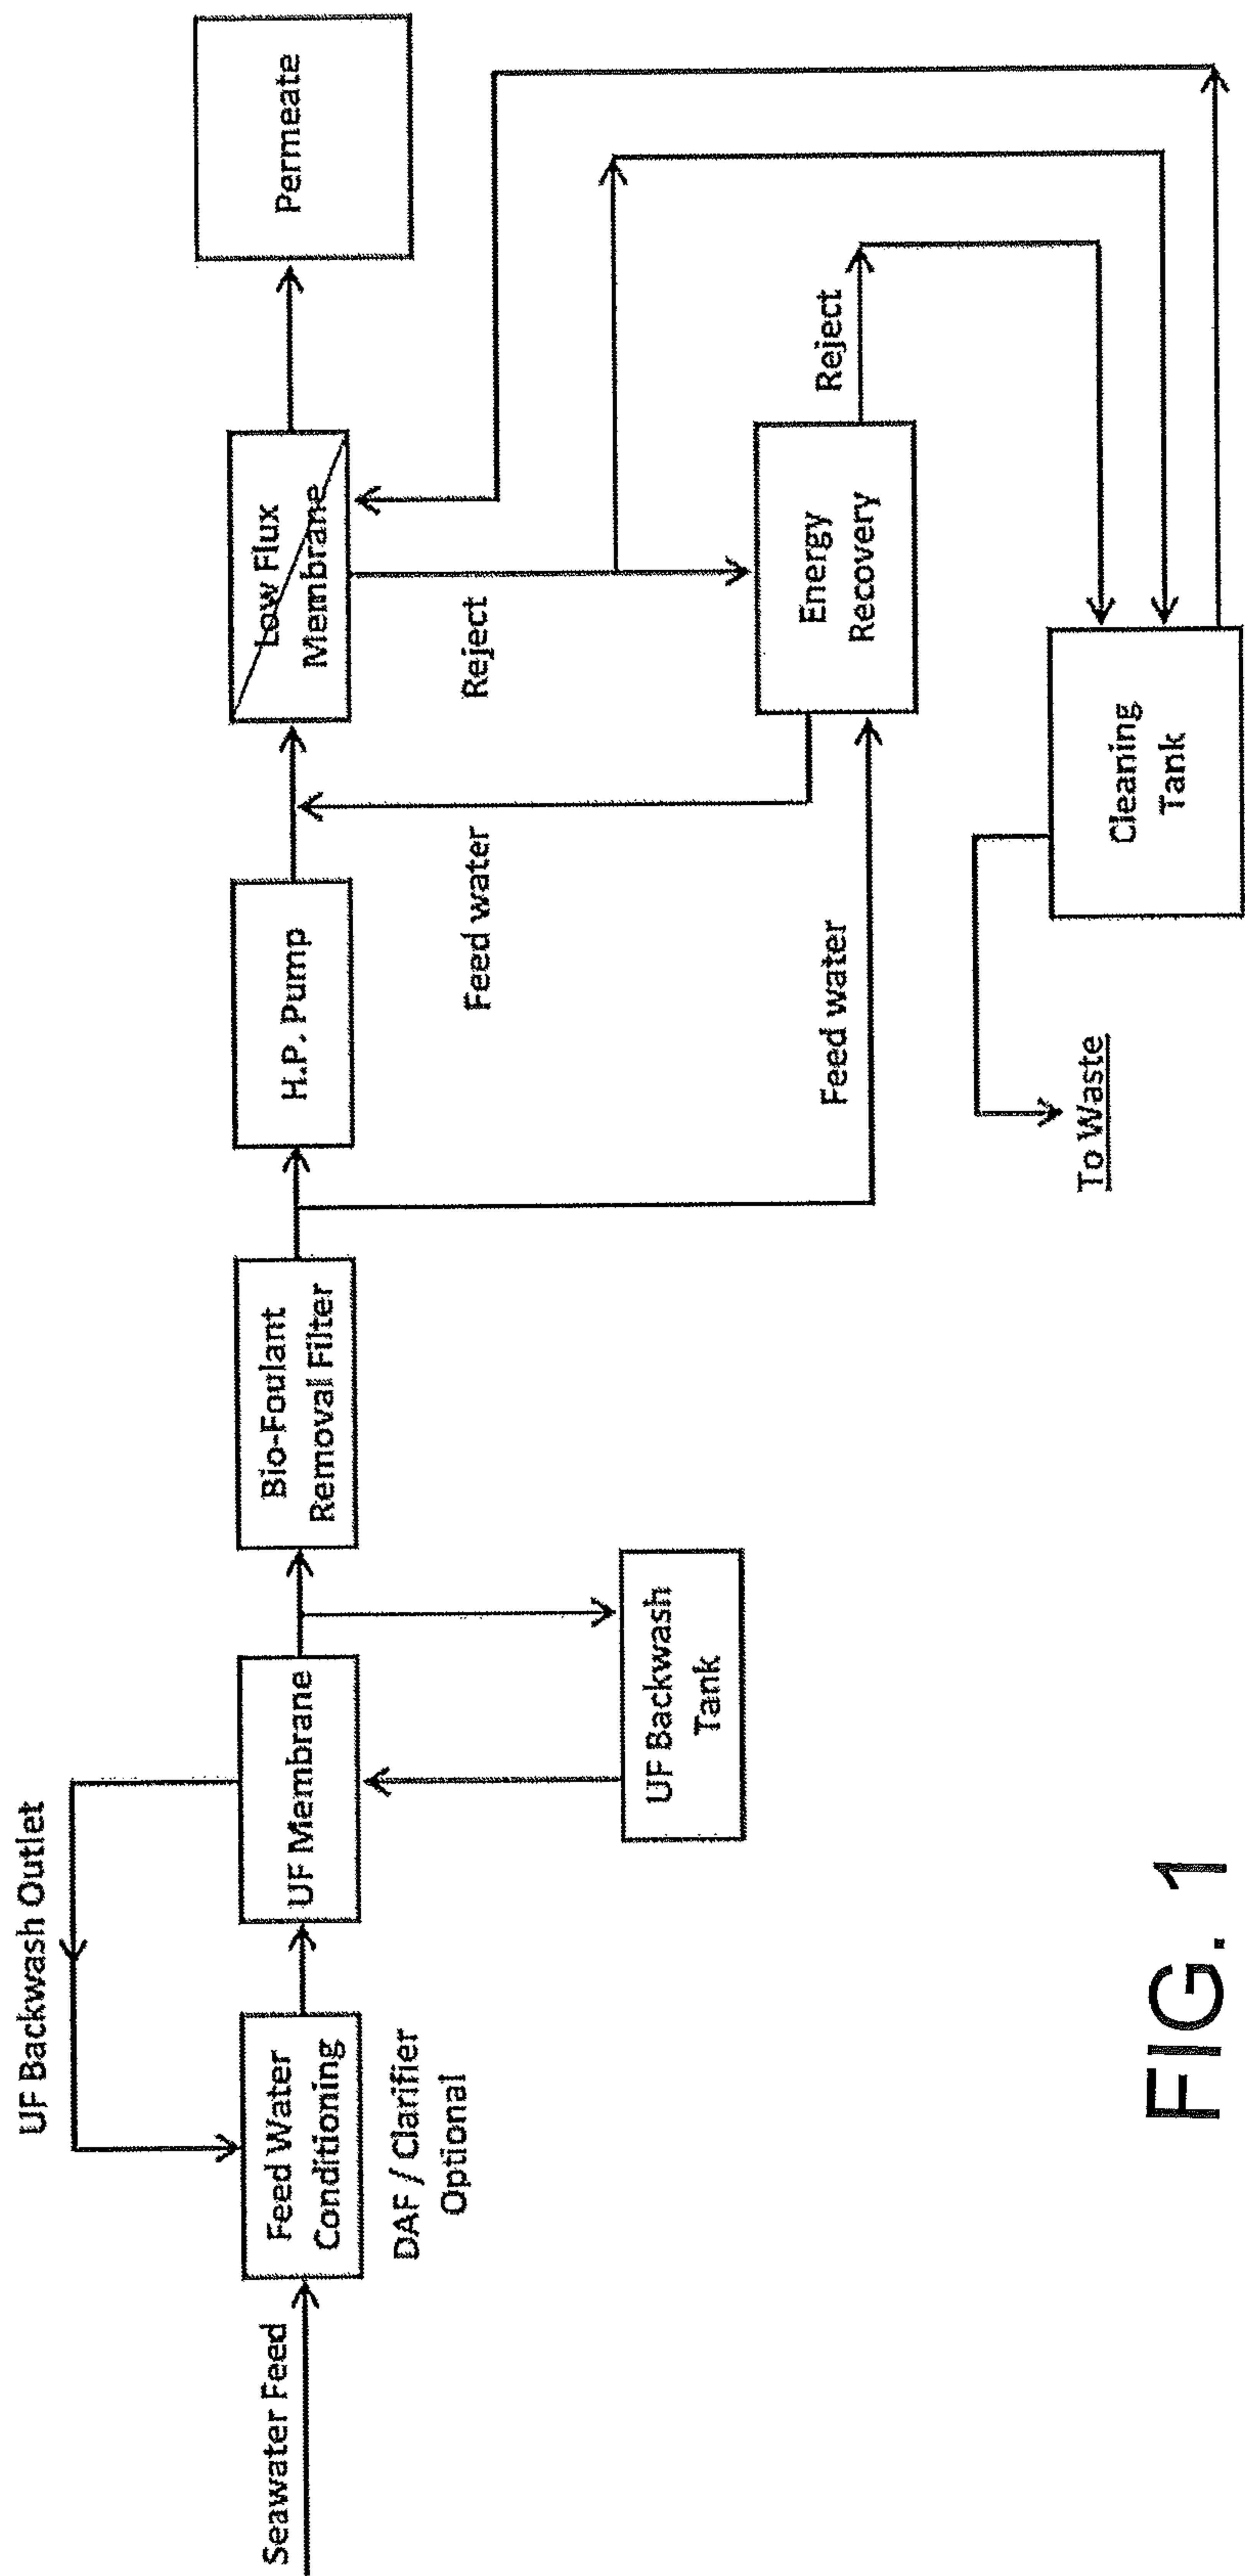 UF Backwash Outlet
Seawater Feed
Feed Water
Conditioning
DAF / Clarifier
Optional
UF Membrane
UF Backwash
Tank
Bio-Foulant
Removal Filter
H.P. Pump
Feed water
Feed water
Low Flux
Membrane
Reject
Permeate
Energy
Recovery
Reject
Cleaning
Tank
To Waste
FIG. 1